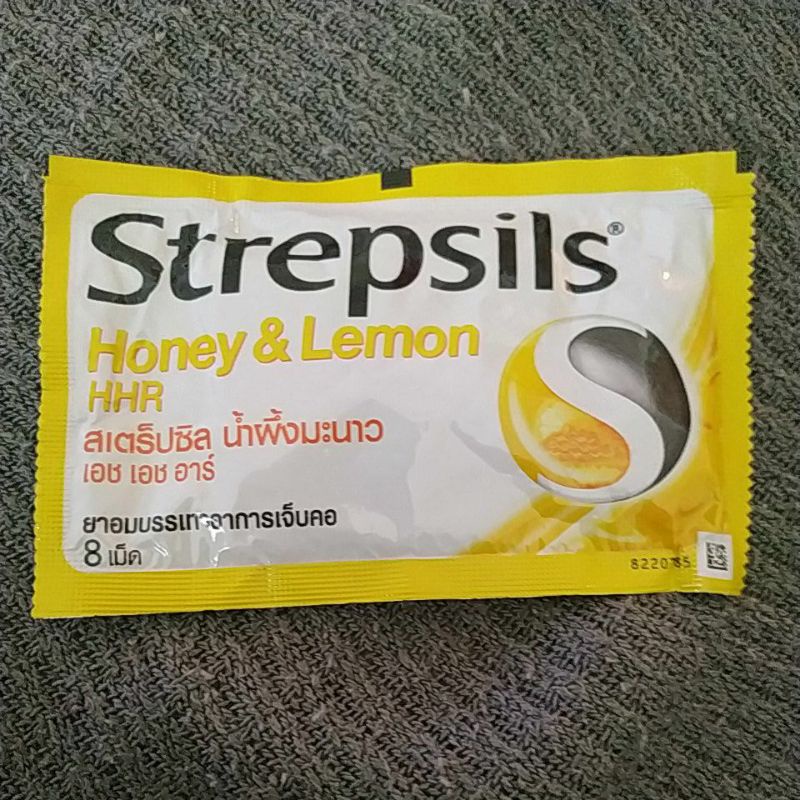 Strepsils®
Honey & Lemon
HHR
สเตร็ปซิล น้ำผึ้งมะนาว
เอช เอช อาร์
ยาอมบรรเทาอาการเจ็บคอ
8 เม็ด